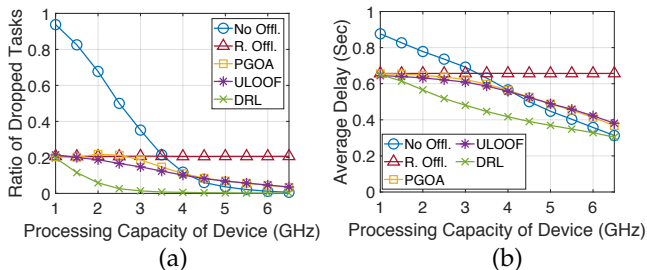 Ratio of Dropped Tasks
1
0.8
0.6
0.4
0.2
0
No Offl.
R. Offl.
PGOA
ULOOF
DRL
1 2 3 4 5 6
Processing Capacity of Device (GHz)
(a)
Average Delay (Sec)
1
0.8
0.6
0.4
0.2
0
No Offl. ULOOF
R. Offl. DRL
PGOA
1 2 3 4 5 6
Processing Capacity of Device (GHz)
(b)